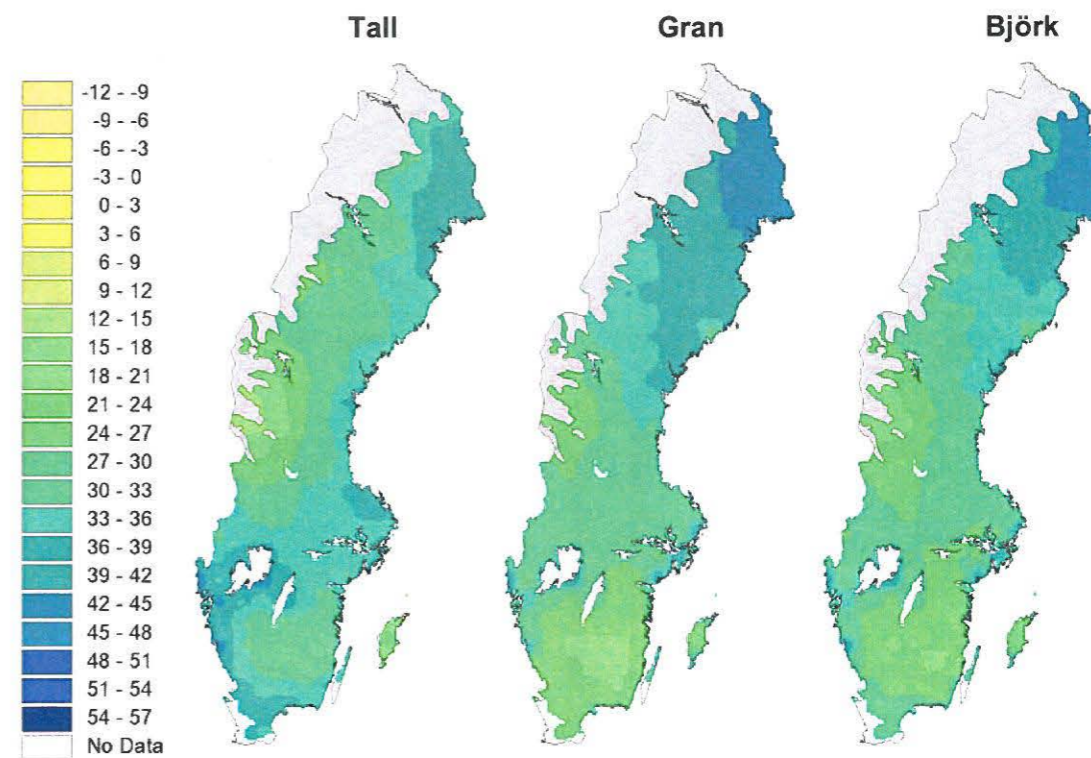 Tall Gran Björk
-12 - -9
-9 - -6
-6 - -3
-3 - 0
0 - 3
3 - 6
6 - 9
9 - 12
12 - 15
15 - 18
18 - 21
21 - 24
24 - 27
27 - 30
30 - 33
33 - 36
36 - 39
39 - 42
42 - 45
45 - 48
48 - 51
51 - 54
54 - 57
No Data